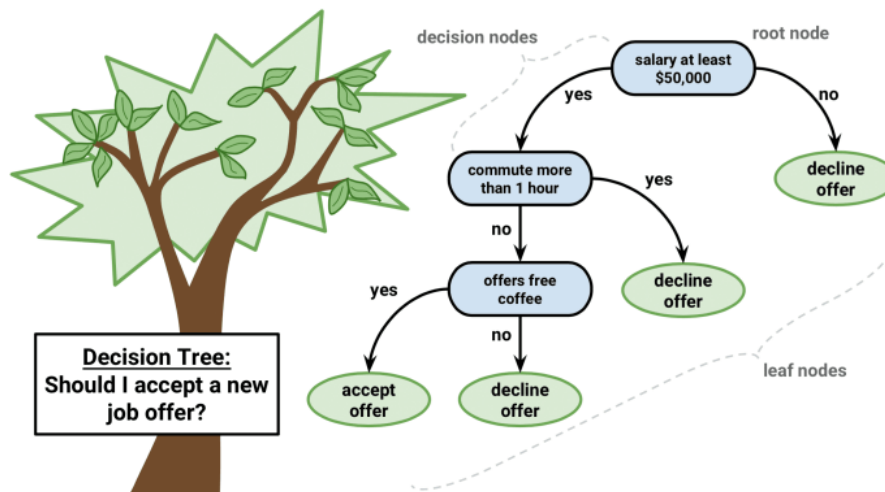 decision nodes
root node
salary at least
$50,000
yes
no
commute more
than 1 hour
yes
decline
offer
no
offers free
coffee
decline
offer
yes
no
Decision Tree:
Should I accept a new
job offer?
accept
offer
decline
offer
leaf nodes